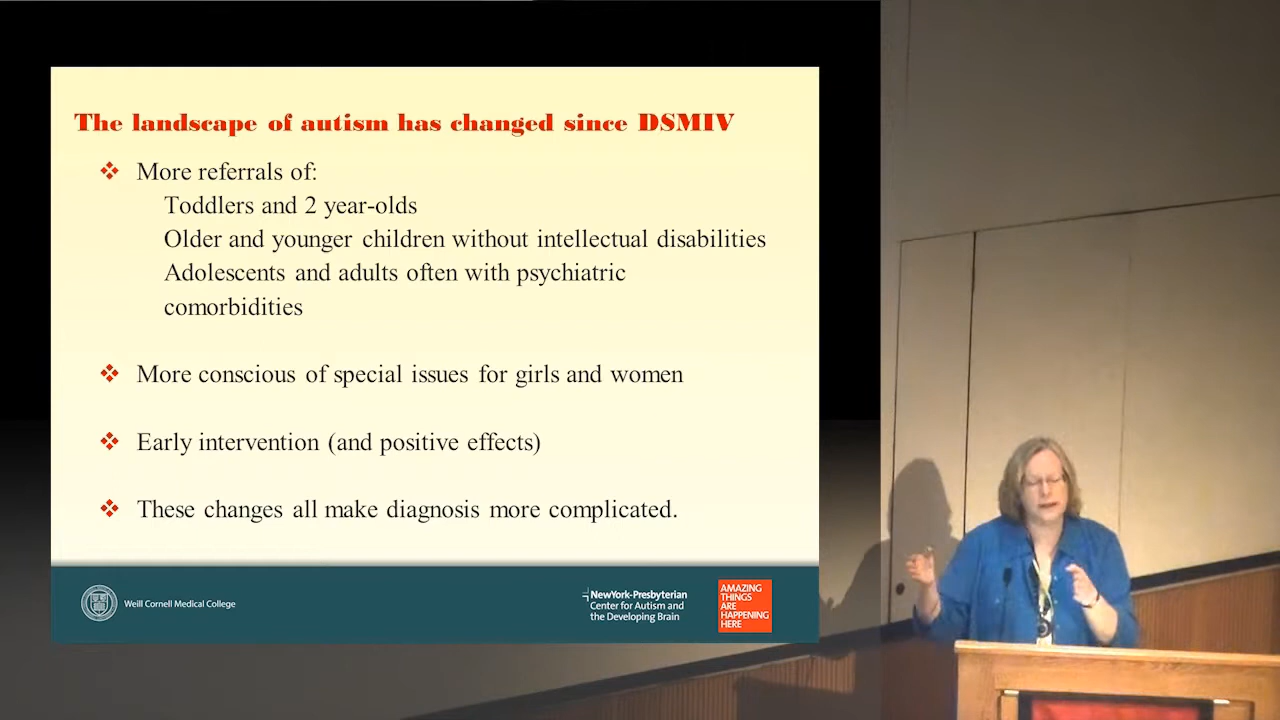 The landscape of autism has changed since DSMIV
More referrals of:
Toddlers and 2 year-olds
Older and younger children without intellectual disabilities
Adolescents and adults often with psychiatric
comorbidities
More conscious of special issues for girls and women
Early intervention (and positive effects)
These changes all make diagnosis more complicated.
Weill Cornell Medical College
NewYork-Presbyterian
Center for Autism and
the Developing Brain
AMAZING
THINGS
ARE
HAPPENING
HERE